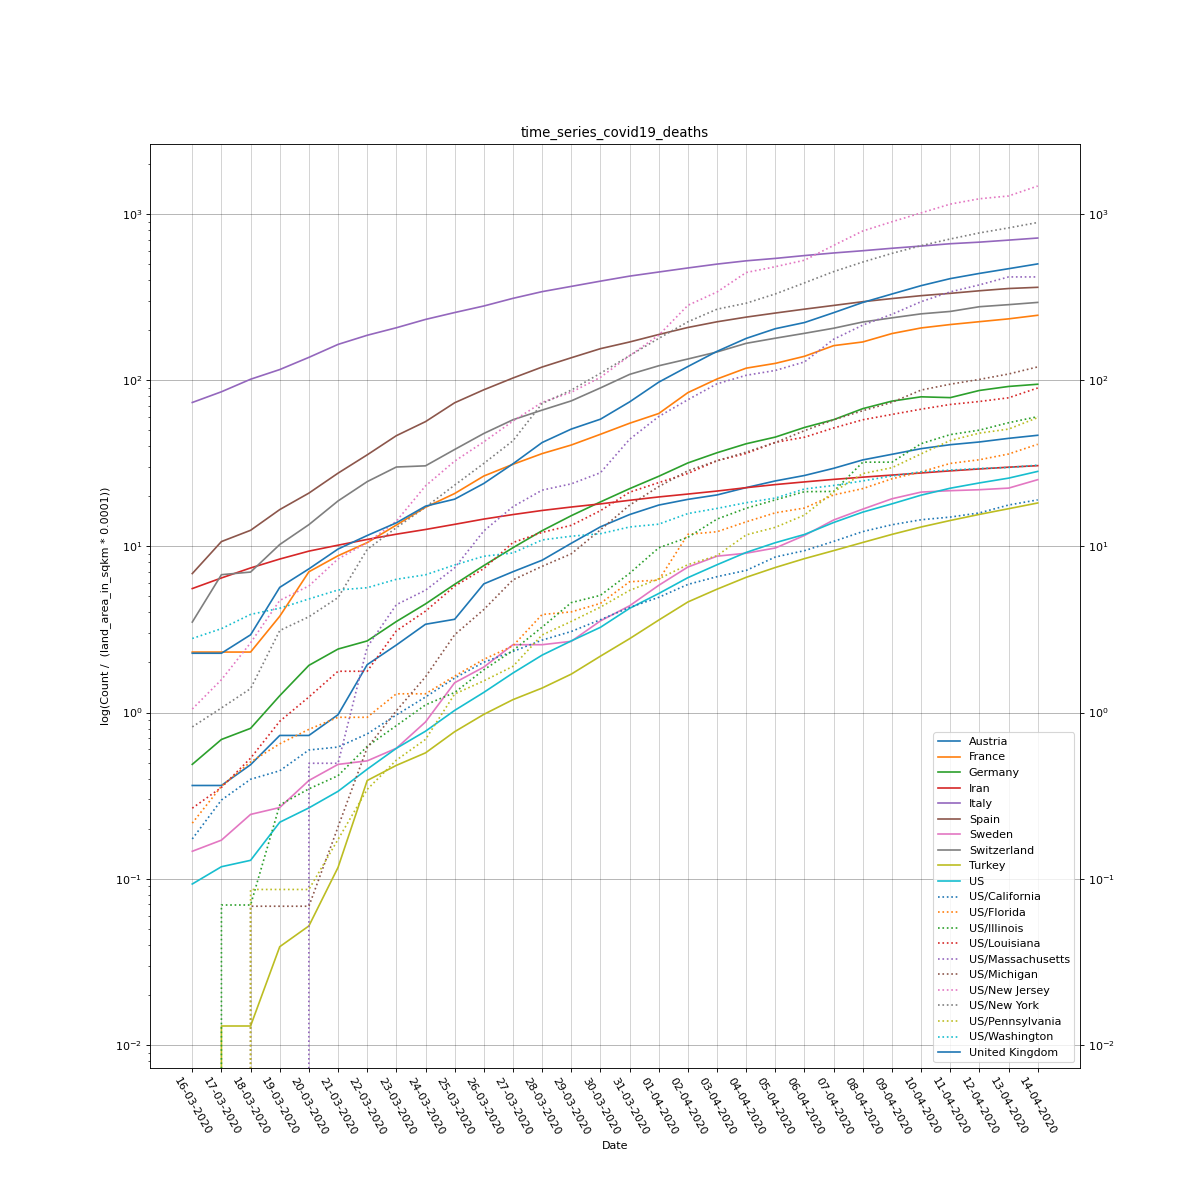 time_series_covid19_deaths
log(Count / (land_area_in_sqkm * 0.0001))
10³
10²
10¹
10⁰
10⁻¹
10⁻²
10³
10²
10¹
10⁰
10⁻¹
10⁻²
Austria
France
Germany
Iran
Italy
Spain
Sweden
Switzerland
Turkey
US
US/California
US/Florida
US/Illinois
US/Louisiana
US/Massachusetts
US/Michigan
US/New Jersey
US/New York
US/Pennsylvania
US/Washington
United Kingdom
16-03-2020
17-03-2020
18-03-2020
19-03-2020
20-03-2020
21-03-2020
22-03-2020
23-03-2020
24-03-2020
25-03-2020
26-03-2020
27-03-2020
28-03-2020
29-03-2020
30-03-2020
31-03-2020
01-04-2020
02-04-2020
03-04-2020
04-04-2020
05-04-2020
06-04-2020
07-04-2020
08-04-2020
09-04-2020
10-04-2020
11-04-2020
12-04-2020
13-04-2020
14-04-2020
Date